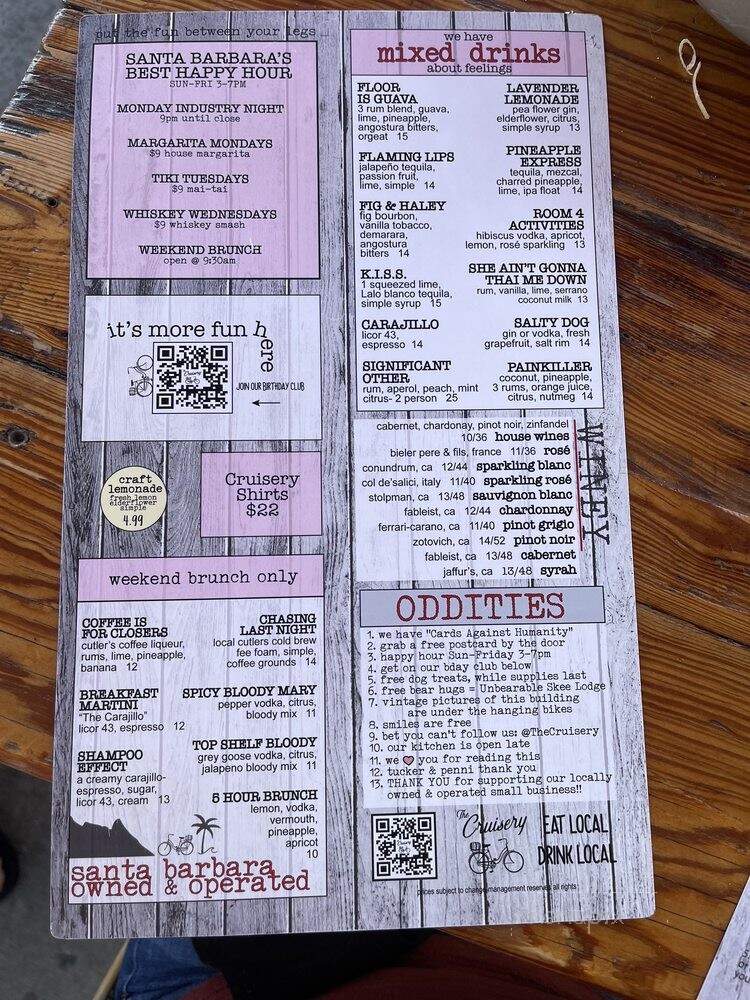 put the fun between your legs
SANTA BARBARA'S
BEST HAPPY HOUR
SUN-FRI 3-7PM
MONDAY INDUSTRY NIGHT
9pm until close
MARGARITA MONDAYS
$9 house margarita
TIKI TUESDAYS
$9 mai-tai
WHISKEY WEDNESDAYS
$9 whiskey smash
WEEKEND BRUNCH
open @ 9:30am
it's more fun here
JOIN OUR BIRTHDAY CLUB
craft
lemonade
fresh lemon
elderflower
simple
4.99
Cruisery
Shirts
$22
weekend brunch only
COFFEE IS
FOR CLOSERS
cutler's coffee liqueur,
rums, lime, pineapple,
banana 12
BREAKFAST
MARTINI
"The Carajillo"
licor 43, espresso 12
SHAMPOO
EFFECT
a creamy carajillo-
espresso, sugar,
licor 43, cream 13
CHASING
LAST NIGHT
local cutlers cold brew
fee foam, simple,
coffee grounds 14
SPICY BLOODY MARY
pepper vodka, citrus,
bloody mix 11
TOP SHELF BLOODY
grey goose vodka, citrus,
jalapeno bloody mix 11
5 HOUR BRUNCH
lemon, vodka,
vermouth,
pineapple,
apricot
10
santa barbara
owned & operated
we have
mixed drinks
about feelings
FLOOR
IS GUAVA
3 rum blend, guava,
lime, pineapple,
angostura bitters,
orgeat 15
FLAMING LIPS
jalapeño tequila,
passion fruit,
lime, simple 14
FIG & HALEY
fig bourbon,
vanilla tobacco,
demarara,
angostura
bitters 14
K.I.S.S.
1 squeezed lime,
Lalo blanco tequila,
simple syrup 15
CARAJILLO
licor 43,
espresso 14
SIGNIFICANT
OTHER
rum, aperol, peach, mint
citrus- 2 person 25
LAVENDER
LEMONADE
pea flower gin,
elderflower, citrus,
simple syrup 13
PINEAPPLE
EXPRESS
tequila, mezcal,
charred pineapple,
lime, ipa float 14
ROOM 4
ACTIVITIES
hibiscus vodka, apricot,
lemon, rosé sparkling 13
SHE AIN'T GONNA
THAI ME DOWN
rum, vanilla, lime, serrano
coconut milk 13
SALTY DOG
gin or vodka, fresh
grapefruit, salt rim 14
PAINKILLER
coconut, pineapple,
3 rums, orange juice,
citrus, nutmeg 14
WINEY
cabernet, chardonay, pinot noir, zinfandel
10/36 house wines
bieler pere & fils, france 11/36 rosé
conundrum, ca 12/44 sparkling blanc
col de'salici, italy 11/40 sparkling rosé
stolpman, ca 13/48 sauvignon blanc
fableist, ca 12/44 chardonnay
ferrari-carano, ca 11/40 pinot grigio
zotovich, ca 14/52 pinot noir
fableist, ca 13/48 cabernet
jaffur's, ca 13/48 syrah
ODDITIES
1. we have "Cards Against Humanity"
2. grab a free postcard by the door
3. happy hour Sun-Friday 3-7pm
4. get on our bday club below
5. free dog treats, while supplies last
6. free bear hugs = Unbearable Skee Lodge
7. vintage pictures of this building
are under the hanging bikes
8. smiles are free
9. bet you can't follow us: @TheCruisery
10. our kitchen is open late
11. we ❤ you for reading this
12. tucker & penni thank you
13. THANK YOU for supporting our locally
owned & operated small business!!
The Cruisery
EAT LOCAL
DRINK LOCAL
prices subject to change management reserves all rights